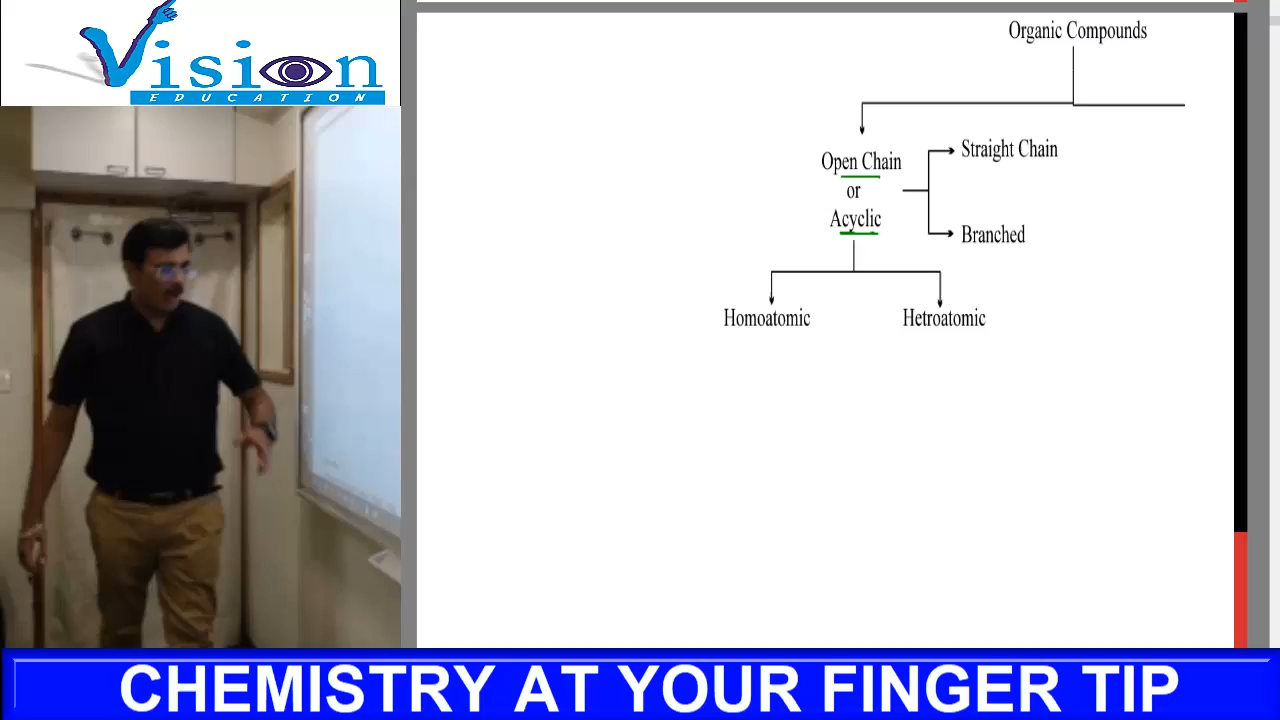 Vision
EDUCATION
Organic Compounds
Open Chain
or
Acyclic
Straight Chain
Branched
Homoatomic
Hetroatomic
CHEMISTRY AT YOUR FINGER TIP